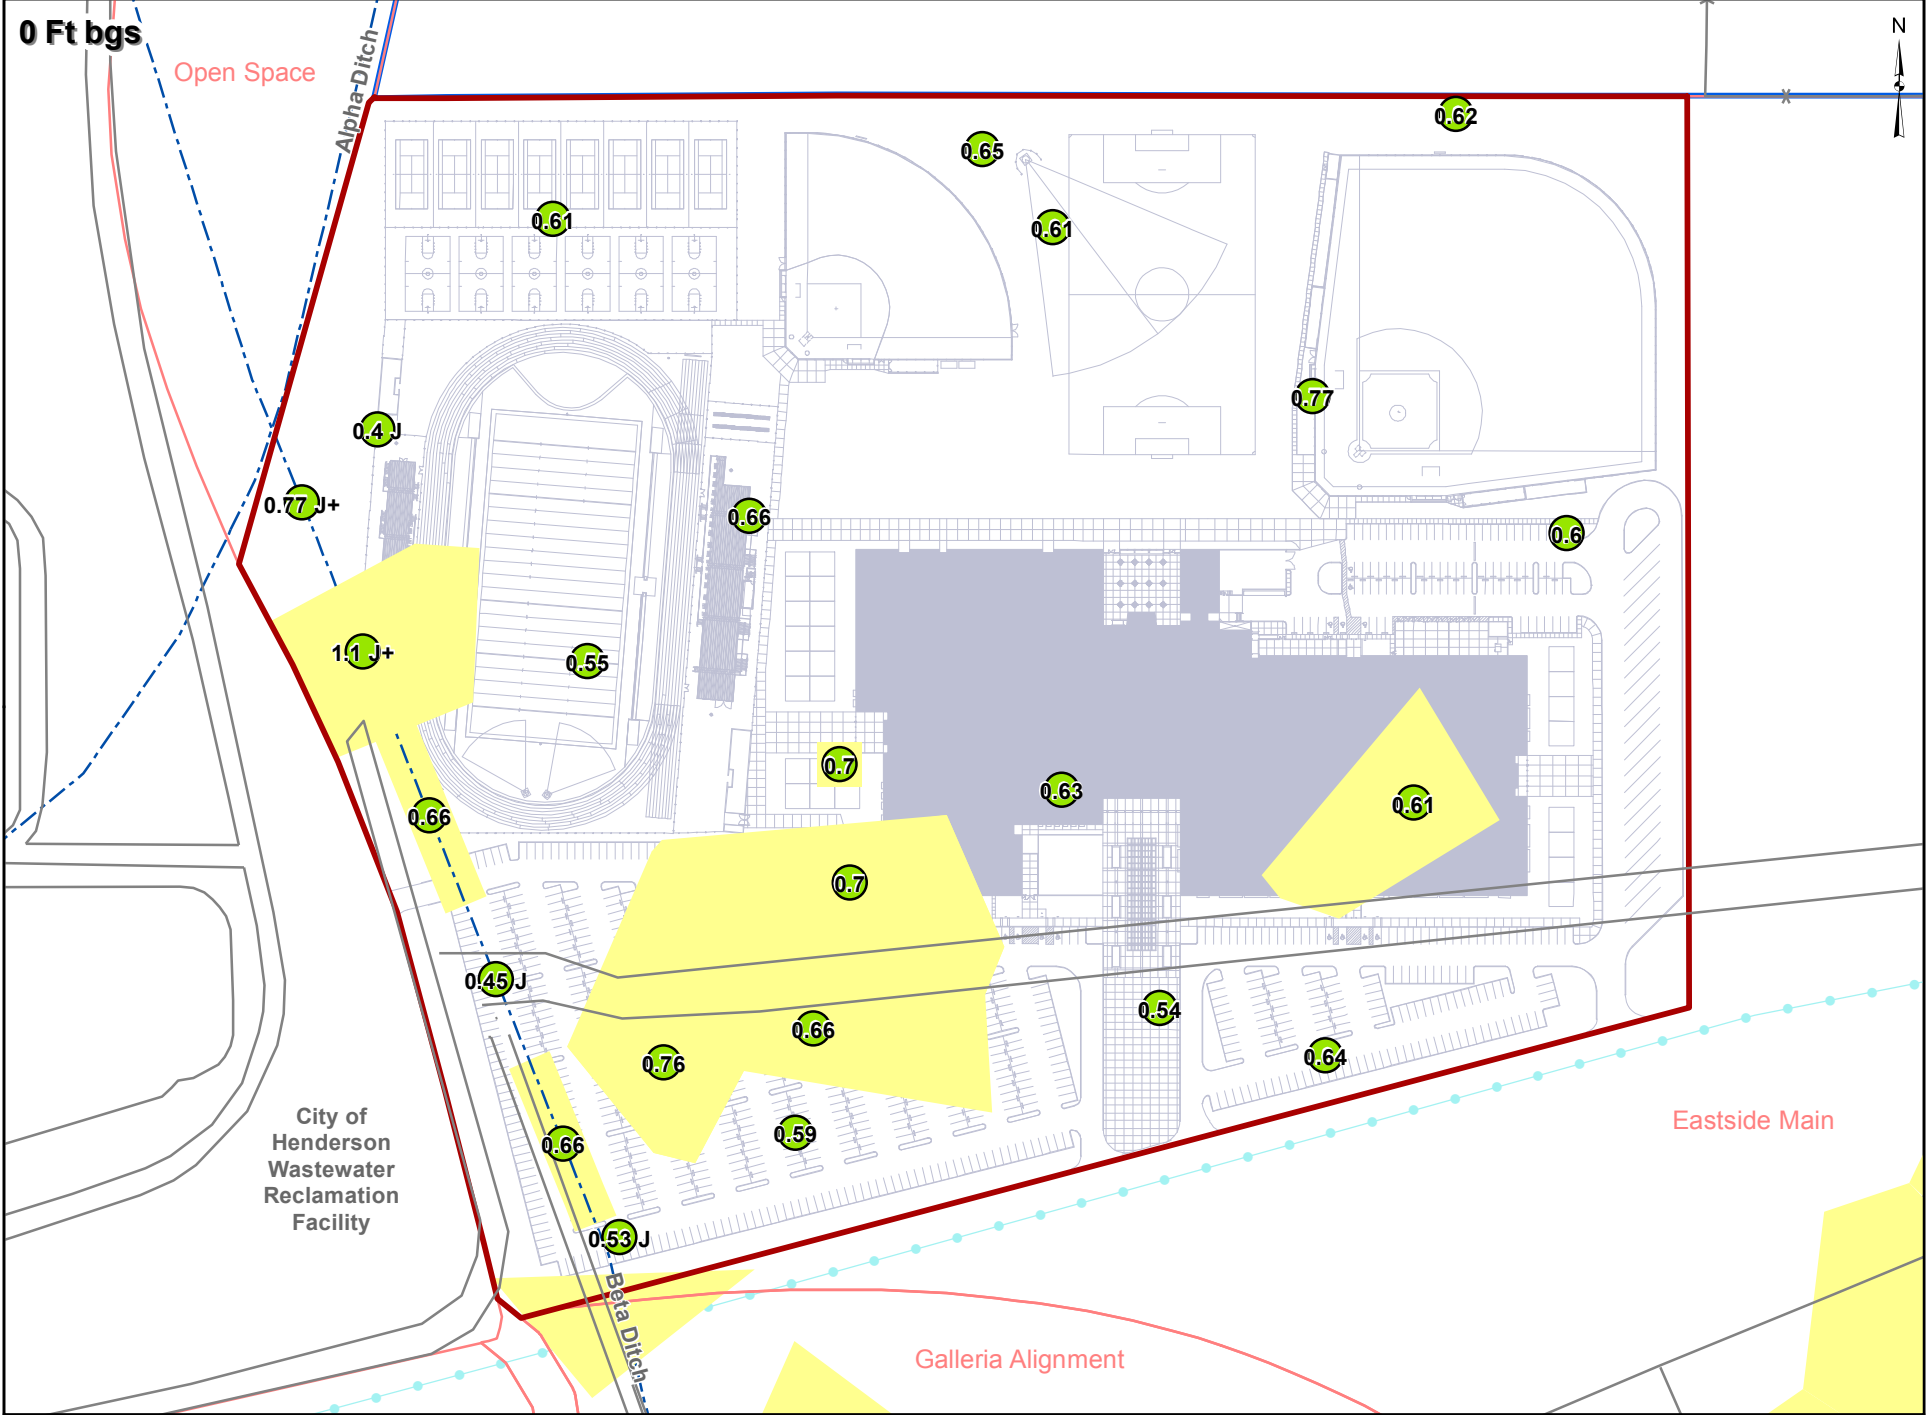 0 Ft bgs
N
Open Space
Alpha Ditch
0.62
0.65
0.61
0.61
0.77
0.4 J
0.77 J+
0.66
0.6
1.1 J+
0.55
0.7
0.63
0.61
0.66
0.7
0.45 J
0.54
0.66
0.76
0.64
0.59
0.66
City of
Henderson
Wastewater
Reclamation
Facility
Eastside Main
0.53 J
Beta Ditch
Galleria Alignment